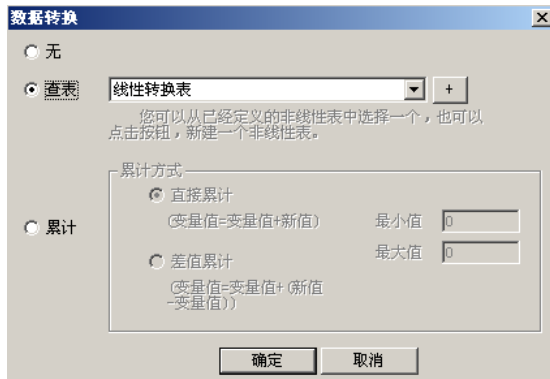 数据转换
无
查表
线性转换表
+
您可以从已经定义的非线性表中选择一个，也可以
点击按钮，新建一个非线性表。
累计方式
直接累计
(变量值=变量值+新值)
最小值 0
累计
最大值 0
差值累计
(变量值=变量值+(新值
-变量值))
确定 取消